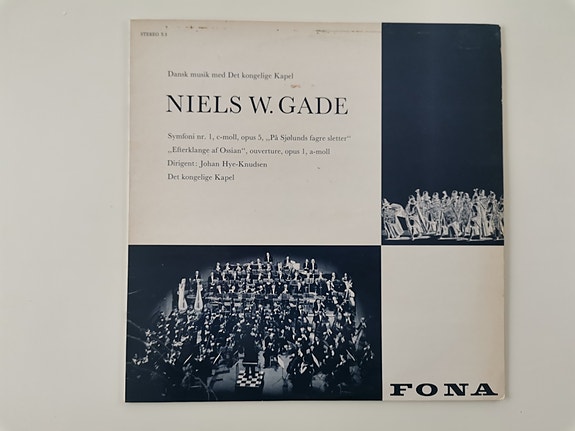 STEREO S 3
Dansk musik med Det kongelige Kapel
NIELS W. GADE
Symfoni nr. 1, c-moll, opus 5, „På Sjølunds fagre sletter“
„Efterklange af Ossian“, ouverture, opus 1, a-moll
Dirigent: Johan Hye-Knudsen
Det kongelige Kapel
FONA